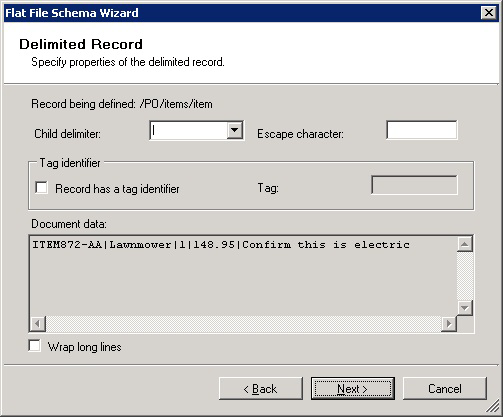 Flat File Schema Wizard
Delimited Record
Specify properties of the delimited record.
Record being defined: /PO/items/item
Child delimiter: | Escape character:
Tag identifier
Record has a tag identifier Tag:
Document data:
ITEM872-AA|Lawnmower|1|148.95|Confirm this is electric
Wrap long lines
< Back Next > Cancel